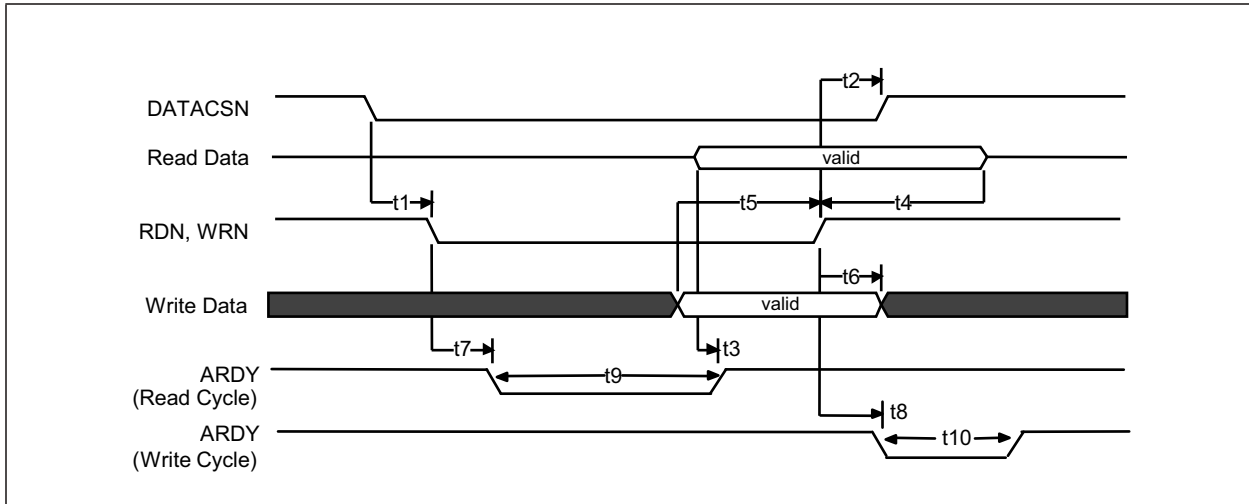 t2
DATACSN
Read Data
valid
t1
t5
t4
RDN, WRN
t6
Write Data
valid
t7
t3
ARDY
(Read Cycle)
t9
t8
ARDY
(Write Cycle)
t10